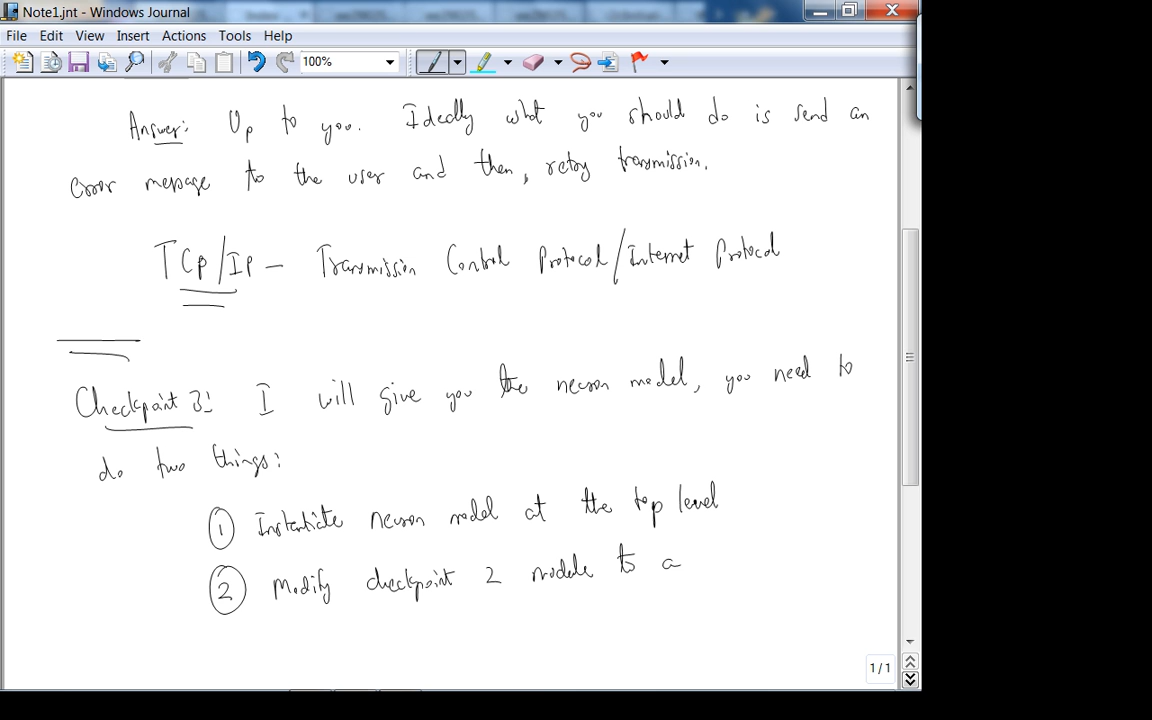 Note1.jnt - Windows Journal
File Edit View Insert Actions Tools Help
100%
Answer: Up to you. Ideally what you should do is send an
error message to the user and then, retry transmission.
TCP/IP - Transmission Control Protocol/Internet Protocol
Checkpoint 3: I will give you the neuron model, you need to
do two things:
① Instantiate neuron model at the top level
② Modify checkpoint 2 module to a
1/1